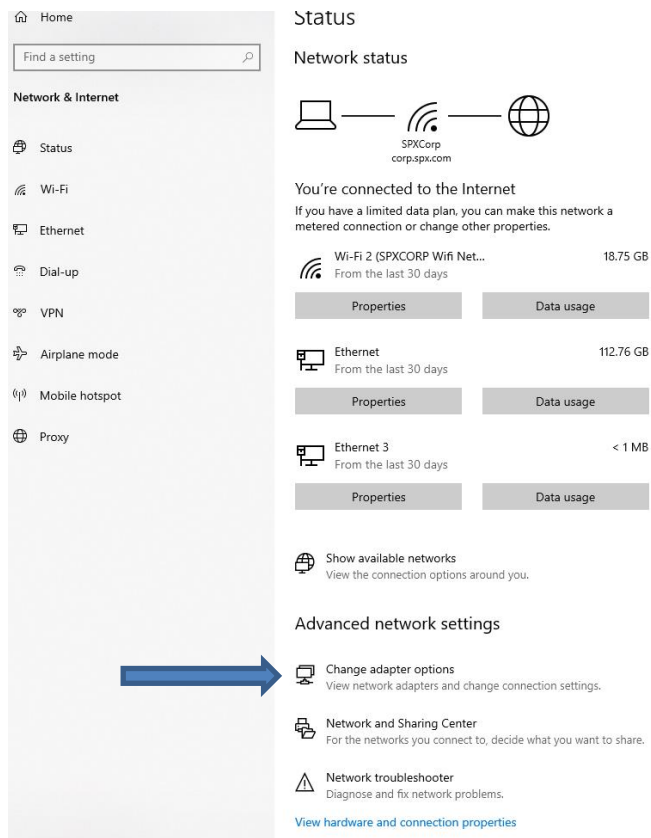 Home
Find a setting
Network & Internet
Status
Wi-Fi
Ethernet
Dial-up
VPN
Airplane mode
Mobile hotspot
Proxy
Status
Network status
SPXCorp
corp.spx.com
You're connected to the Internet
If you have a limited data plan, you can make this network a
metered connection or change other properties.
Wi-Fi 2 (SPXCORP Wifi Net... 18.75 GB
From the last 30 days
Properties Data usage
Ethernet 112.76 GB
From the last 30 days
Properties Data usage
Ethernet 3 < 1 MB
From the last 30 days
Properties Data usage
Show available networks
View the connection options around you.
Advanced network settings
Change adapter options
View network adapters and change connection settings.
Network and Sharing Center
For the networks you connect to, decide what you want to share.
Network troubleshooter
Diagnose and fix network problems.
View hardware and connection properties